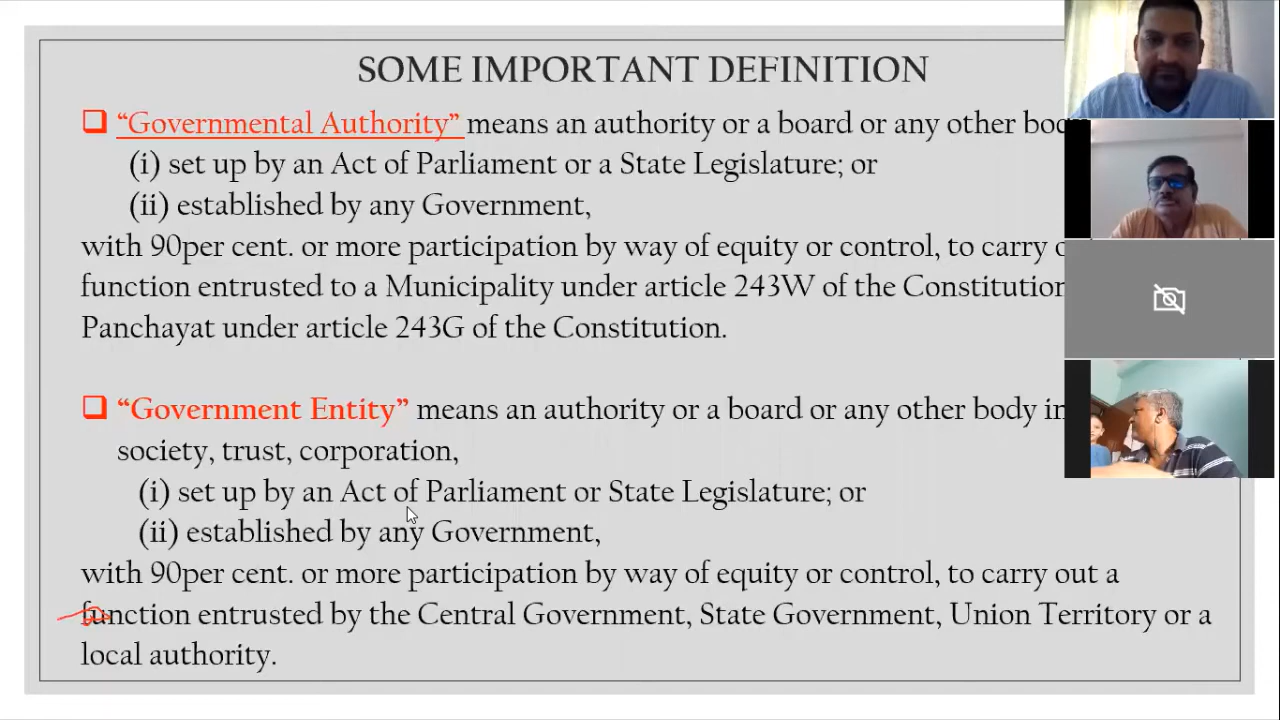 SOME IMPORTANT DEFINITION
❑ “Governmental Authority” means an authority or a board or any other
(i) set up by an Act of Parliament or a State Legislature; or
(ii) established by any Government,
with 90per cent. or more participation by way of equity or control, to carry
function entrusted to a Municipality under article 243W of the Constitution
Panchayat under article 243G of the Constitution.
❑ “Government Entity” means an authority or a board or any other body
society, trust, corporation,
(i) set up by an Act of Parliament or State Legislature; or
(ii) established by any Government,
with 90per cent. or more participation by way of equity or control, to carry out a
function entrusted by the Central Government, State Government, Union Territory or a
local authority.